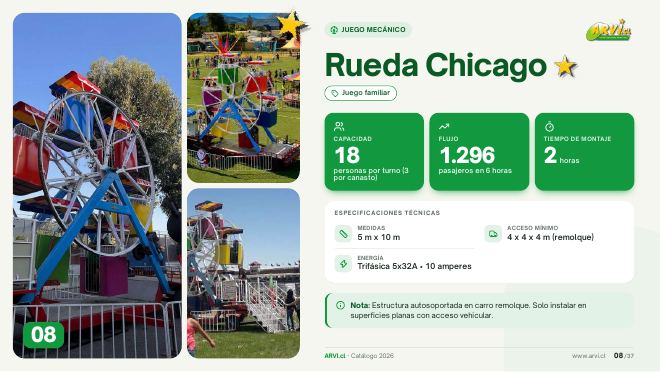 08
JUEGO MECÁNICO
ARVI.cl
Rueda Chicago
Juego familiar
CAPACIDAD
18
personas por turno (3
por canasto)
FLUJO
1.296
pasajeros en 6 horas
TIEMPO DE MONTAJE
2 horas
ESPECIFICACIONES TÉCNICAS
MEDIDAS
5 m x 10 m
ACCESO MÍNIMO
4 x 4 x 4 m (remolque)
ENERGÍA
Trifásica 5x32A • 10 amperes
Nota: Estructura autosoportada en carro remolque. Solo instalar en
superficies planas con acceso vehicular.
ARVI.cl · Catálogo 2026
www.arvi.cl 08/37